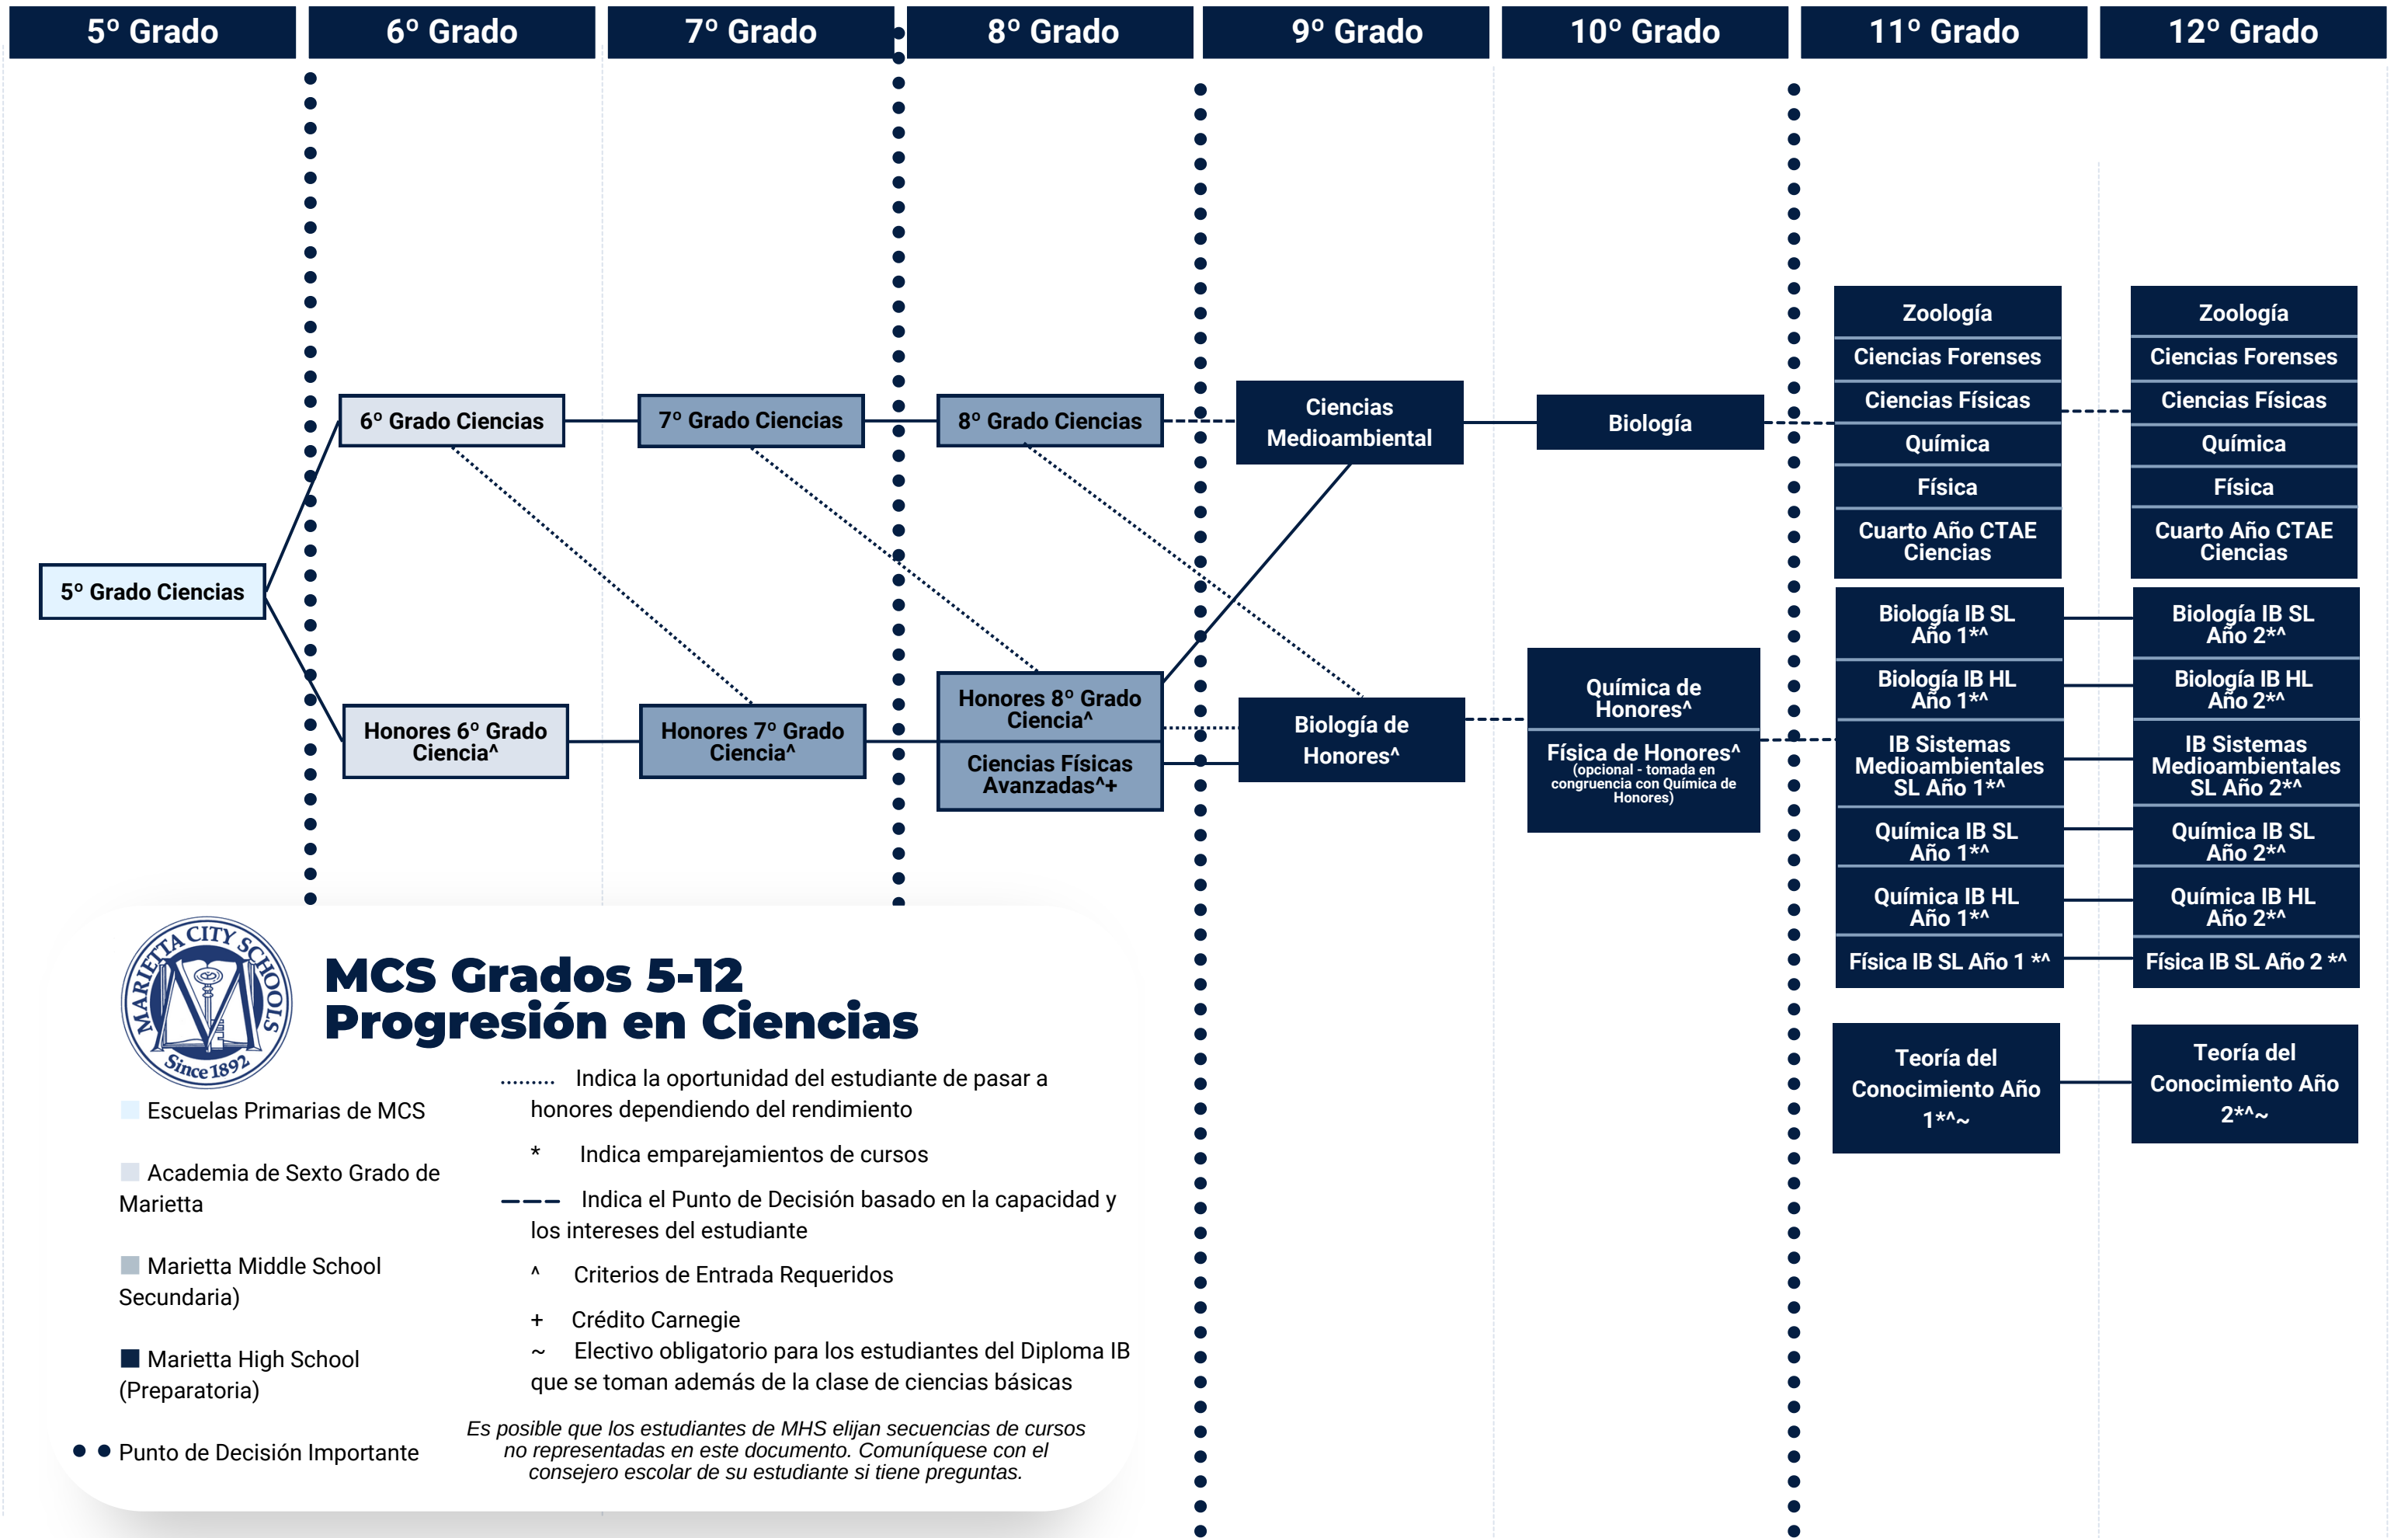 5º Grado
6º Grado
7º Grado
8º Grado
9º Grado
10º Grado
11º Grado
12º Grado
5º Grado Ciencias
6º Grado Ciencias
Honores 6º Grado
Ciencia^
7º Grado Ciencias
Honores 7º Grado
Ciencia^
8º Grado Ciencias
Honores 8º Grado
Ciencia^
Ciencias Físicas
Avanzadas^+
Ciencias
Medioambiental
Biología de
Honores^
Biología
Química de
Honores^
Física de Honores^
(opcional - tomada en
congruencia con Química de
Honores)
Zoología
Ciencias Forenses
Ciencias Físicas
Química
Física
Cuarto Año CTAE
Ciencias
Biología IB SL
Año 1*^
Biología IB HL
Año 1*^
IB Sistemas
Medioambientales
SL Año 1*^
Química IB SL
Año 1*^
Química IB HL
Año 1*^
Física IB SL Año 1 *^
Teoría del
Conocimiento Año
1*^~
Zoología
Ciencias Forenses
Ciencias Físicas
Química
Física
Cuarto Año CTAE
Ciencias
Biología IB SL
Año 2*^
Biología IB HL
Año 2*^
IB Sistemas
Medioambientales
SL Año 2*^
Química IB SL
Año 2*^
Química IB HL
Año 2*^
Física IB SL Año 2 *^
Teoría del
Conocimiento Año
2*^~
MARIETTA CITY SCHOOLS
Since 1892
MCS Grados 5-12
Progresión en Ciencias
Escuelas Primarias de MCS
Academia de Sexto Grado de
Marietta
Marietta Middle School
Secundaria)
Marietta High School
(Preparatoria)
Punto de Decisión Importante
Indica la oportunidad del estudiante de pasar a
honores dependiendo del rendimiento
* Indica emparejamientos de cursos
Indica el Punto de Decisión basado en la capacidad y
los intereses del estudiante
^ Criterios de Entrada Requeridos
+ Crédito Carnegie
~ Electivo obligatorio para los estudiantes del Diploma IB
que se toman además de la clase de ciencias básicas
Es posible que los estudiantes de MHS elijan secuencias de cursos
no representadas en este documento. Comuníquese con el
consejero escolar de su estudiante si tiene preguntas.